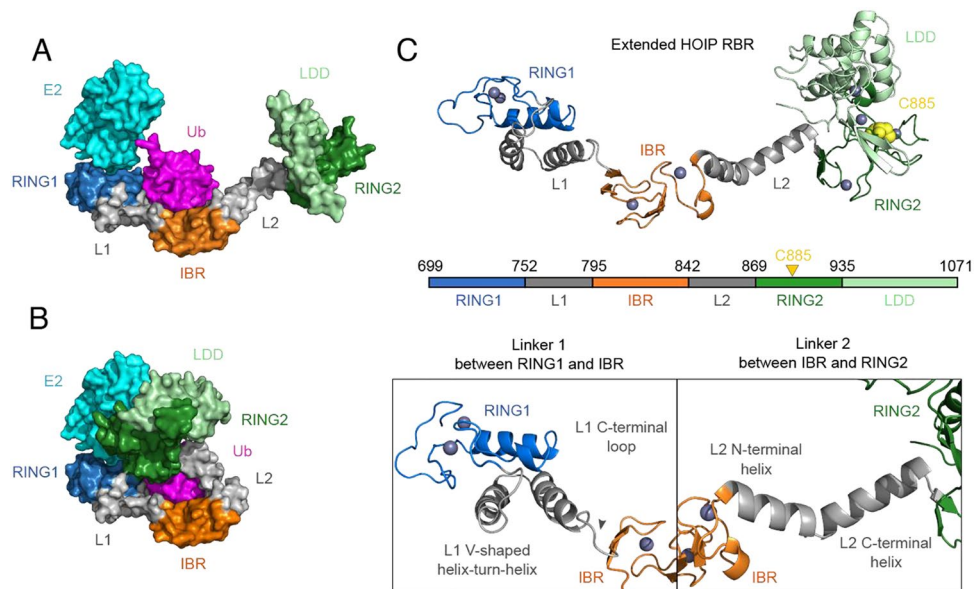 A
E2
LDD
Ub
RING1
RING2
L1
L2
IBR
B
LDD
E2
RING2
Ub
RING1
L2
L1
IBR
C
Extended HOIP RBR
LDD
RING1
C885
IBR
L1
L2
RING2
C885
699 752 795 842 869 935 1071
RING1 L1 IBR L2 RING2 LDD
Linker 1
between RING1 and IBR
RING1
L1 C-terminal
loop
L1 V-shaped
helix-turn-helix
IBR
Linker 2
between IBR and RING2
RING2
L2 N-terminal
helix
L2 C-terminal
helix
IBR